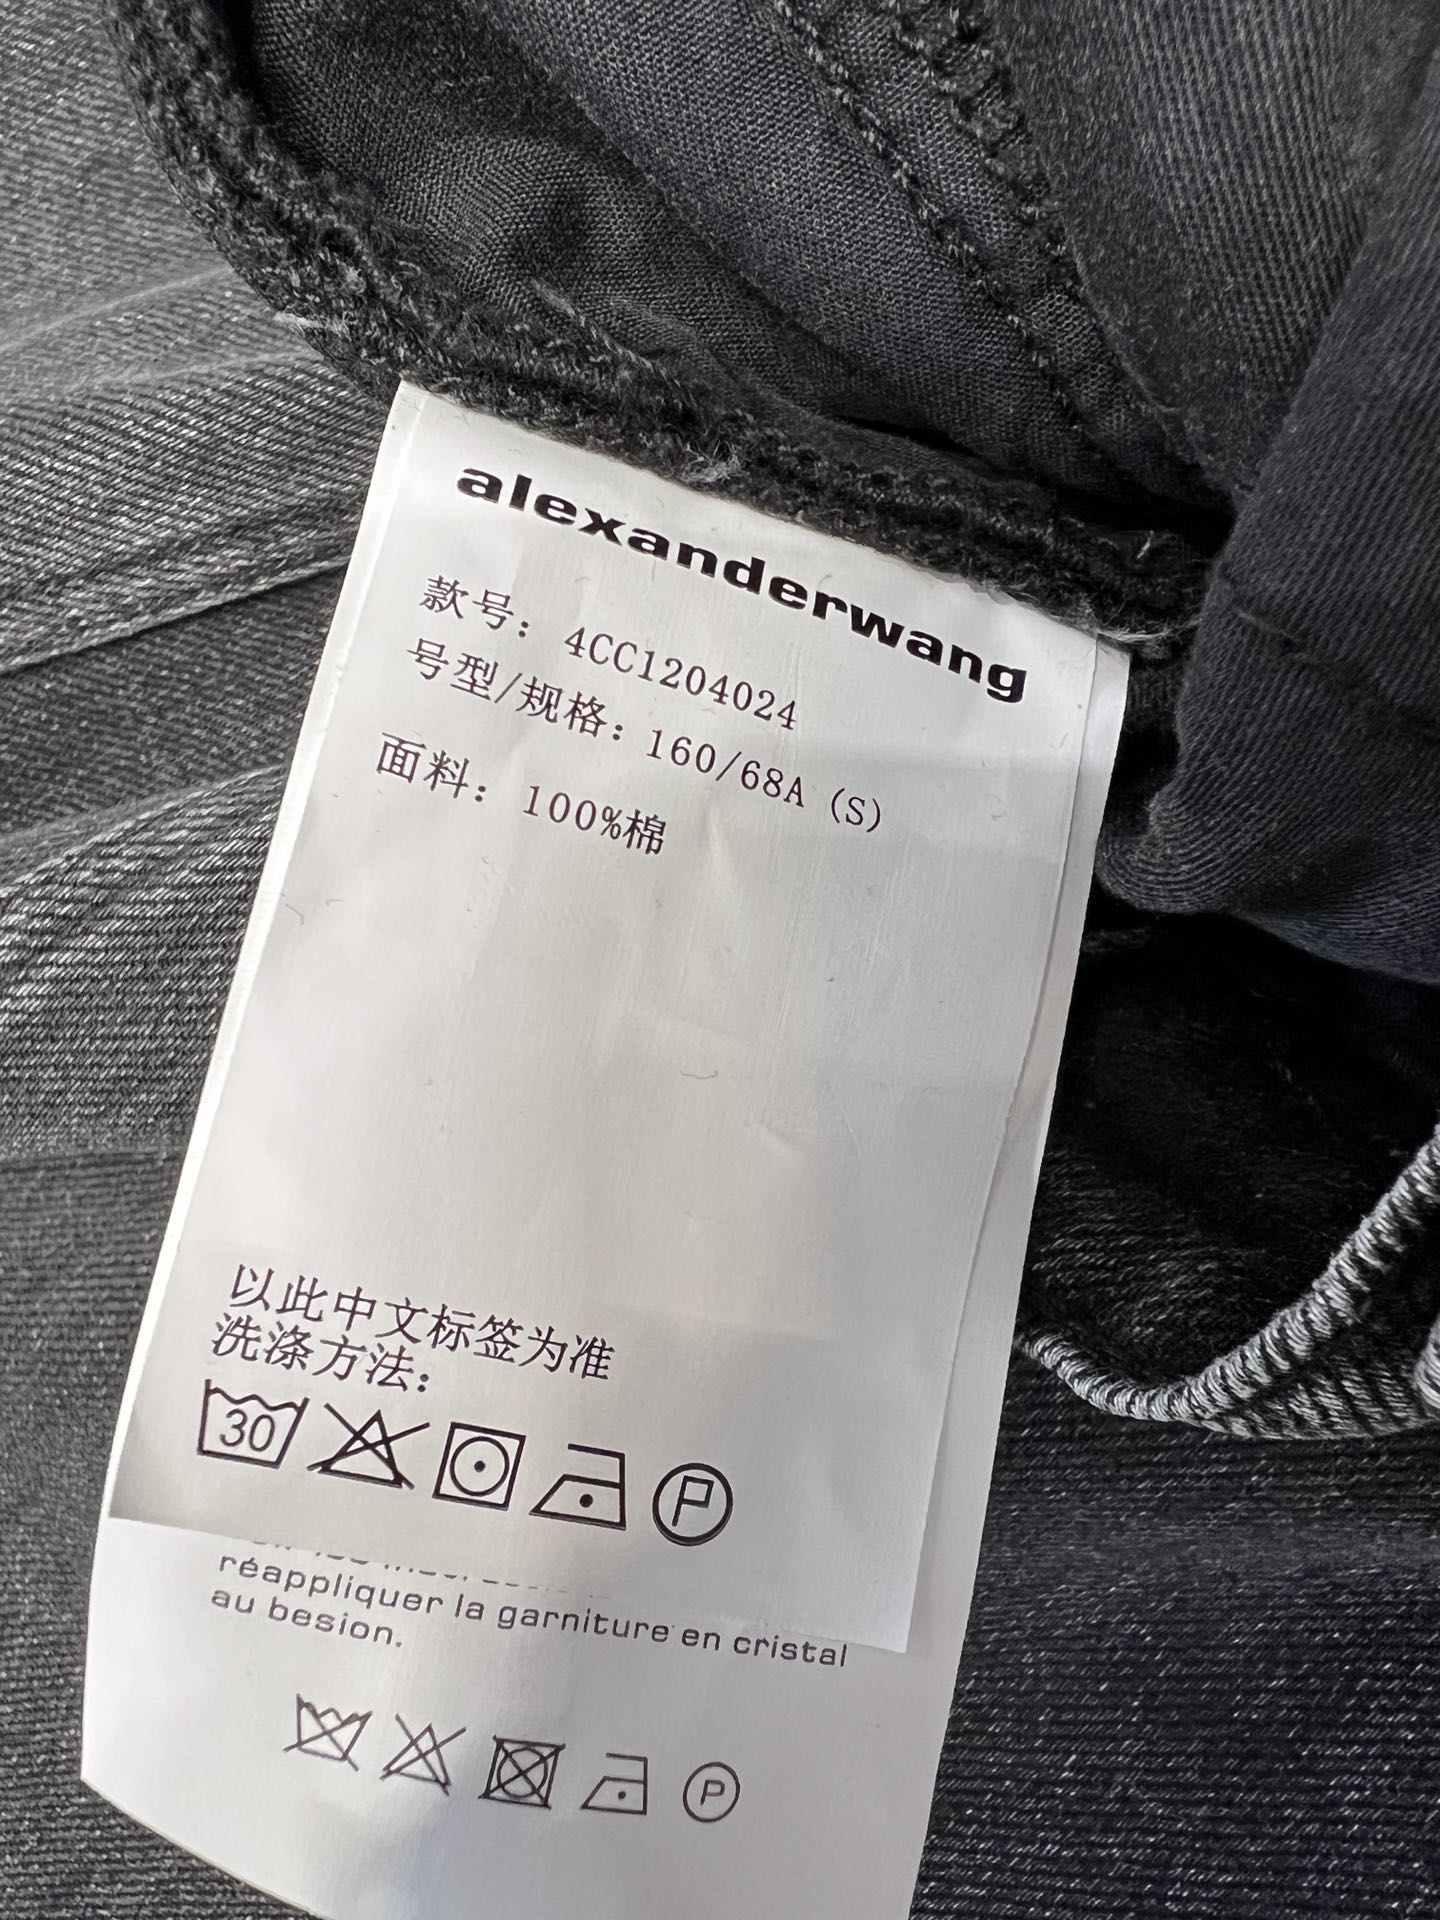 alexanderwang
款号: 4CC1204024
号型/规格: 160/68A (S)
面料: 100%棉
以此中文标签为准
洗涤方法:
30
P
réappliquer la garniture en cristal
au besion.
P